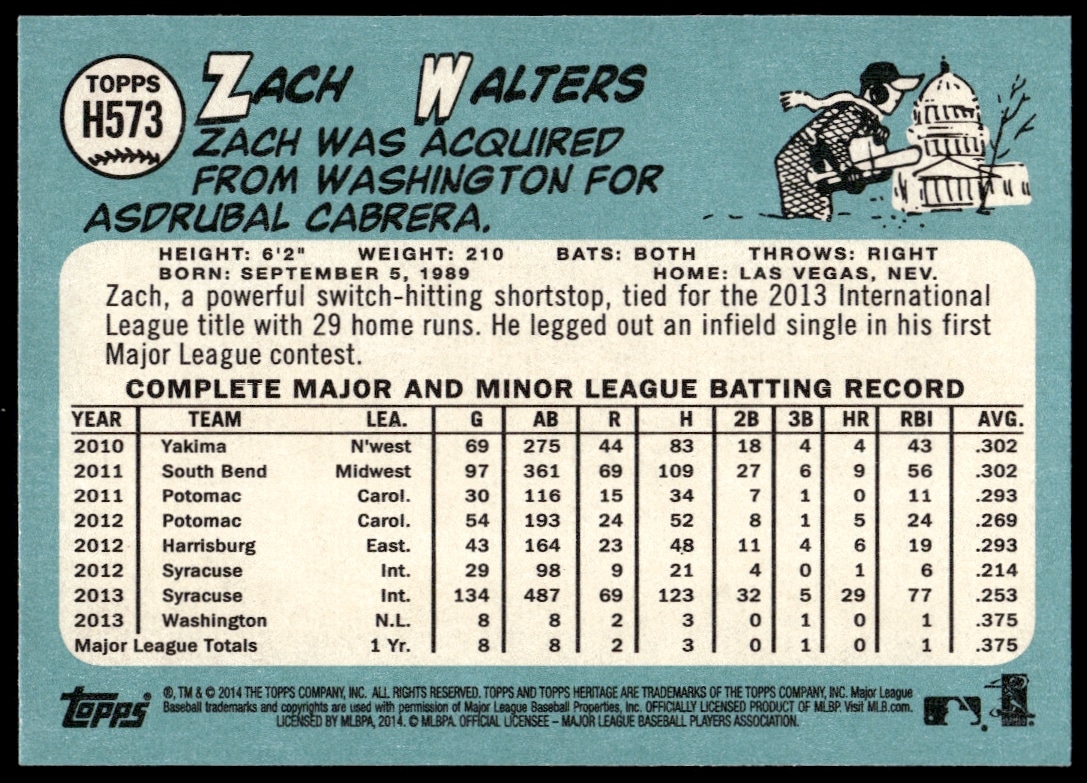 TOPPS
H573
ZACH WALTERS
ZACH WAS ACQUIRED
FROM WASHINGTON FOR
ASDRUBAL CABRERA.
HEIGHT: 6'2" WEIGHT: 210 BATS: BOTH THROWS: RIGHT
BORN: SEPTEMBER 5, 1989 HOME: LAS VEGAS, NEV.
Zach, a powerful switch-hitting shortstop, tied for the 2013 International
League title with 29 home runs. He legged out an infield single in his first
Major League contest.
COMPLETE MAJOR AND MINOR LEAGUE BATTING RECORD
YEAR TEAM LEA. G AB R H 2B 3B HR RBI AVG.
2010 Yakima N'west 69 275 44 83 18 4 4 43 .302
2011 South Bend Midwest 97 361 69 109 27 6 9 56 .302
2011 Potomac Carol. 30 116 15 34 7 1 0 11 .293
2012 Potomac Carol. 54 193 24 52 8 1 5 24 .269
2012 Harrisburg East. 43 164 23 48 11 4 6 19 .293
2012 Syracuse Int. 29 98 9 21 4 0 1 6 .214
2013 Syracuse Int. 134 487 69 123 32 5 29 77 .253
2013 Washington N.L. 8 8 2 3 0 1 0 1 .375
Major League Totals 1 Yr. 8 8 2 3 0 1 0 1 .375
Topps®
®, TM & © 2014 THE TOPPS COMPANY, INC. ALL RIGHTS RESERVED. TOPPS AND TOPPS HERITAGE ARE TRADEMARKS OF THE TOPPS COMPANY, INC. Major League
Baseball trademarks and copyrights are used with permission of Major League Baseball Properties, Inc. OFFICIALLY LICENSED PRODUCT OF MLBP. Visit MLB.com.
LICENSED BY MLBPA, 2014. © MLBPA. OFFICIAL LICENSEE – MAJOR LEAGUE BASEBALL PLAYERS ASSOCIATION.